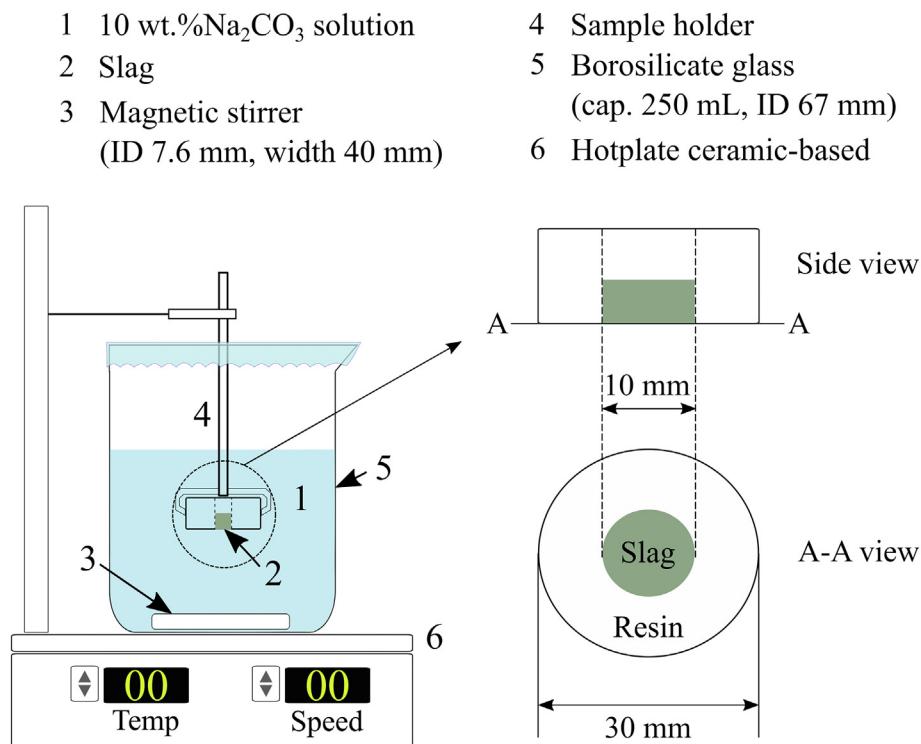 1 10 wt.%Na₂CO₃ solution
2 Slag
3 Magnetic stirrer
(ID 7.6 mm, width 40 mm)
4 Sample holder
5 Borosilicate glass
(cap. 250 mL, ID 67 mm)
6 Hotplate ceramic-based
Side view
A A
10 mm
4
5
1
3
2
Slag
A-A view
Resin
6
00 00
Temp Speed
30 mm